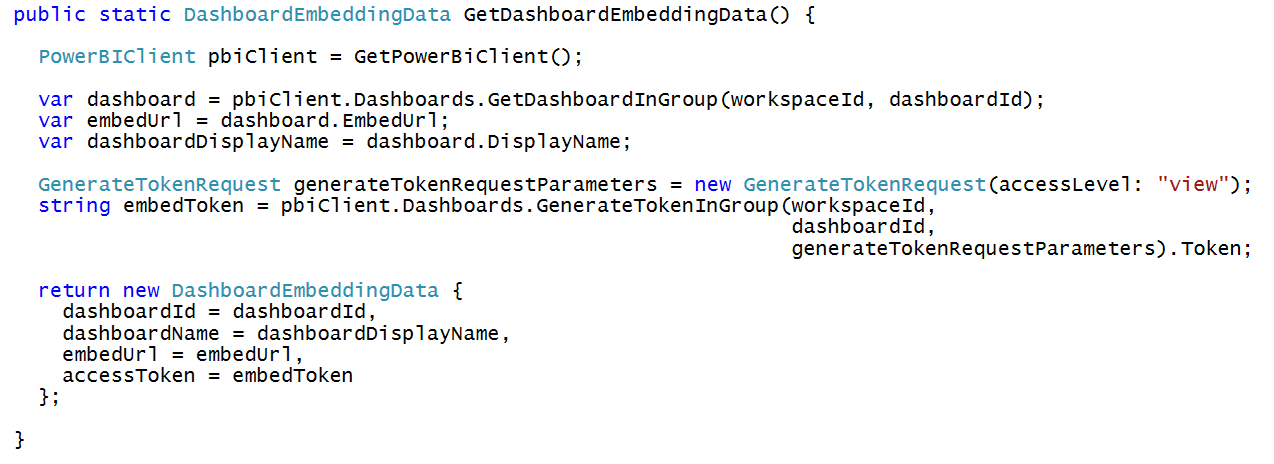 public static DashboardEmbeddingData GetDashboardEmbeddingData() {
PowerBIClient pbiClient = GetPowerBiClient();
var dashboard = pbiClient.Dashboards.GetDashboardInGroup(workspaceId, dashboardId);
var embedUrl = dashboard.EmbedUrl;
var dashboardDisplayName = dashboard.DisplayName;
GenerateTokenRequest generateTokenRequestParameters = new GenerateTokenRequest(accessLevel: "view");
string embedToken = pbiClient.Dashboards.GenerateTokenInGroup(workspaceId,
dashboardId,
generateTokenRequestParameters).Token;
return new DashboardEmbeddingData {
dashboardId = dashboardId,
dashboardName = dashboardDisplayName,
embedUrl = embedUrl,
accessToken = embedToken
};
}